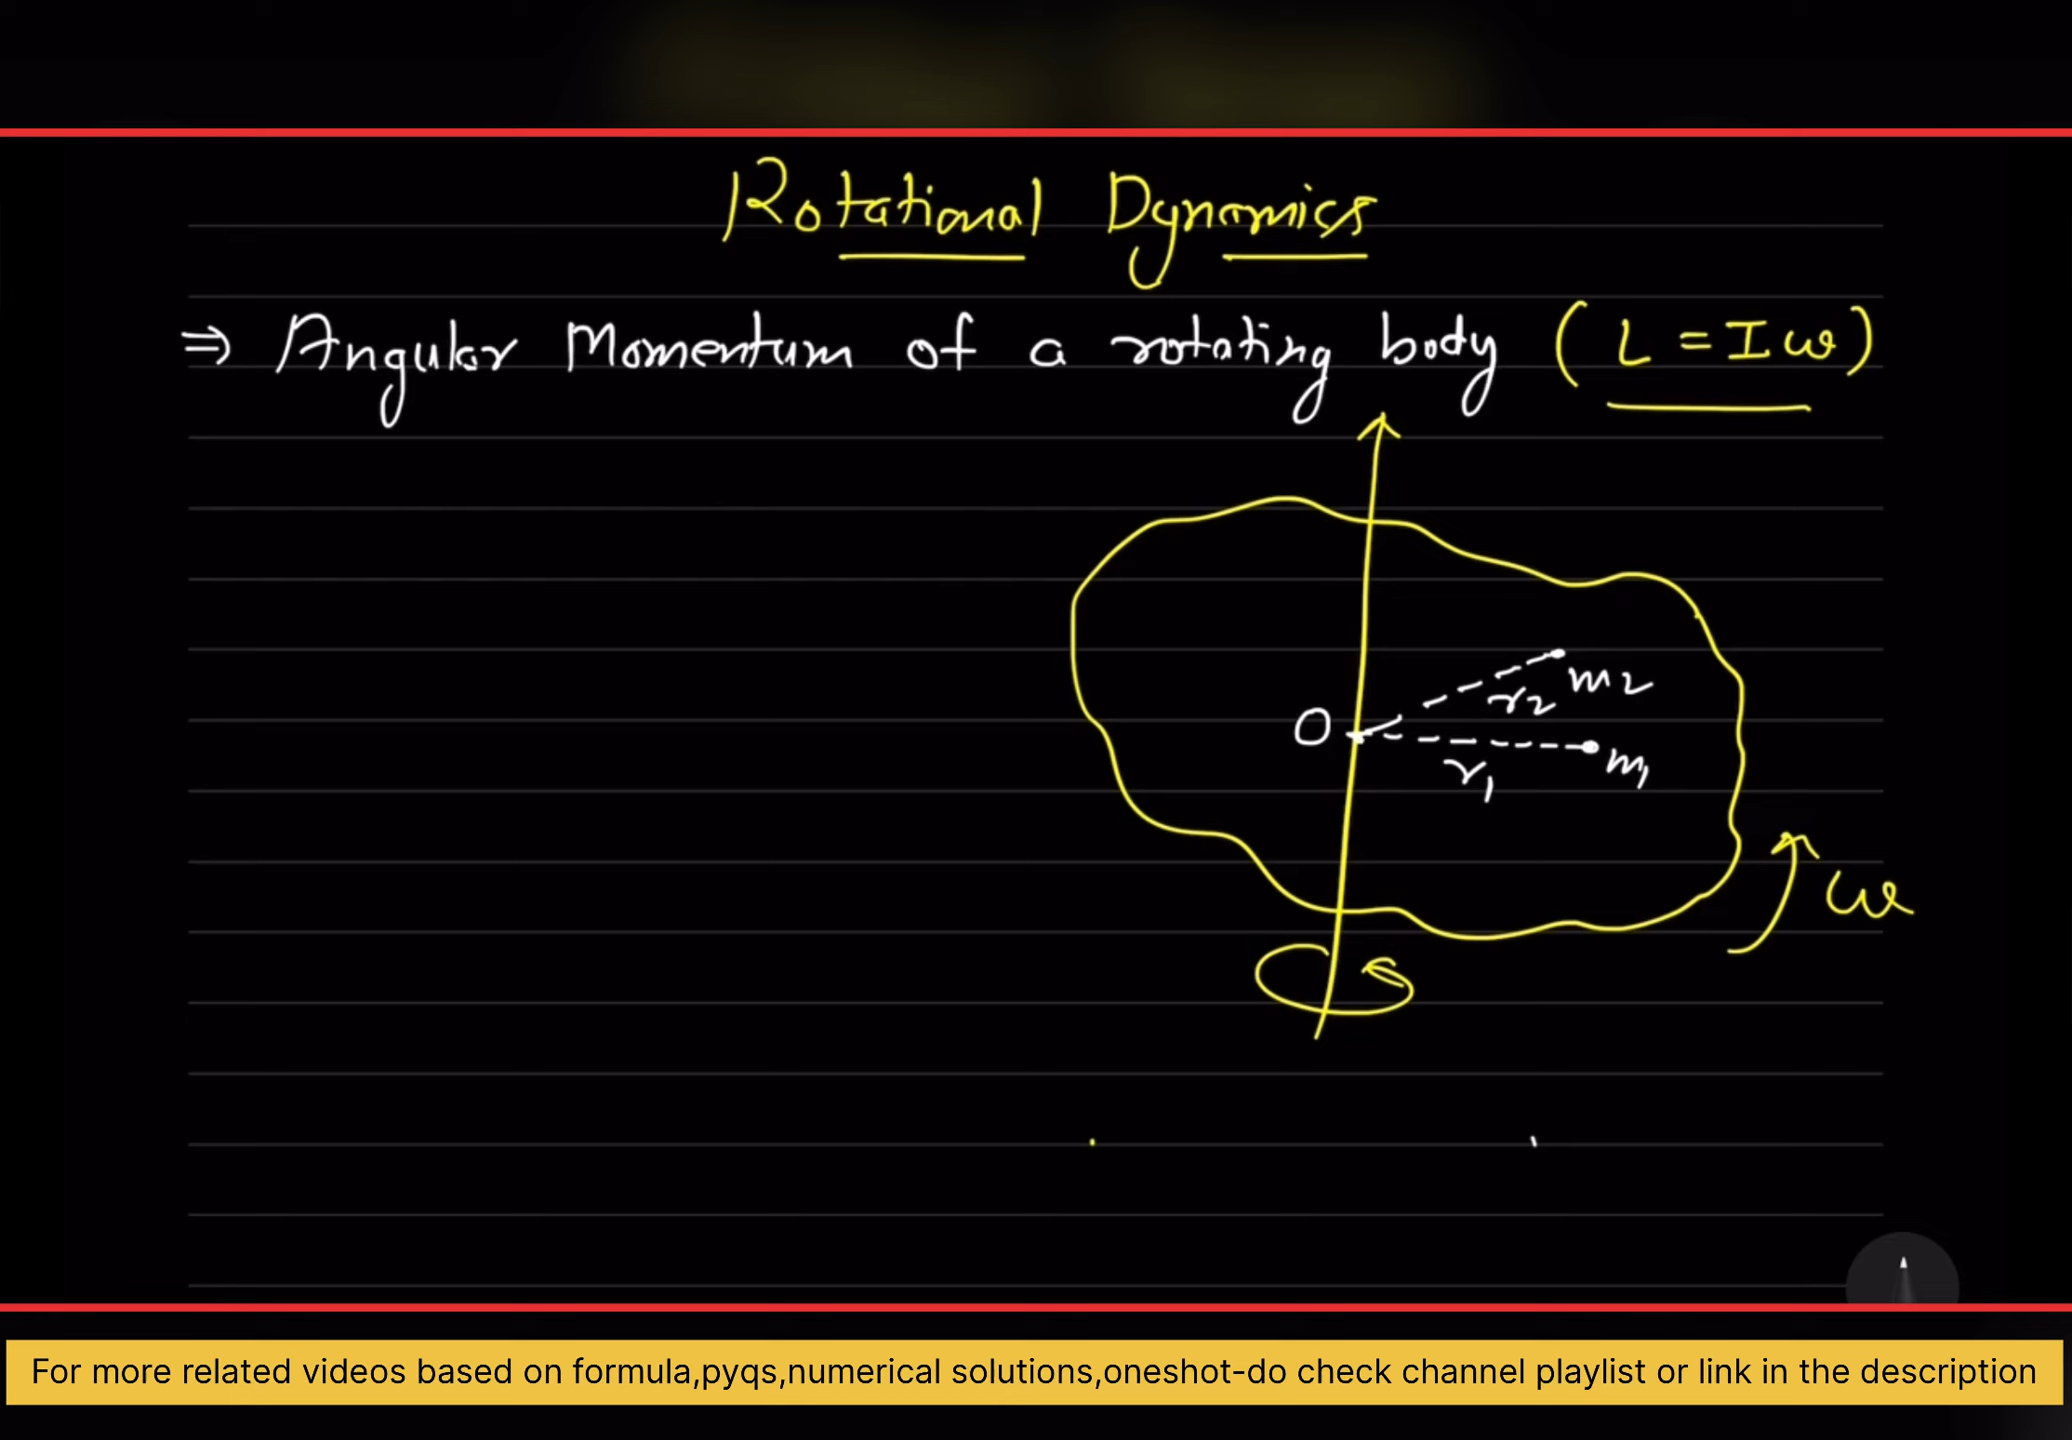 Rotational Dynamics
⇒ Angular Momentum of a rotating body (L = Iω)
m2
r2
O
m1
r1
ω
For more related videos based on formula,pyqs,numerical solutions,oneshot-do check channel playlist or link in the description